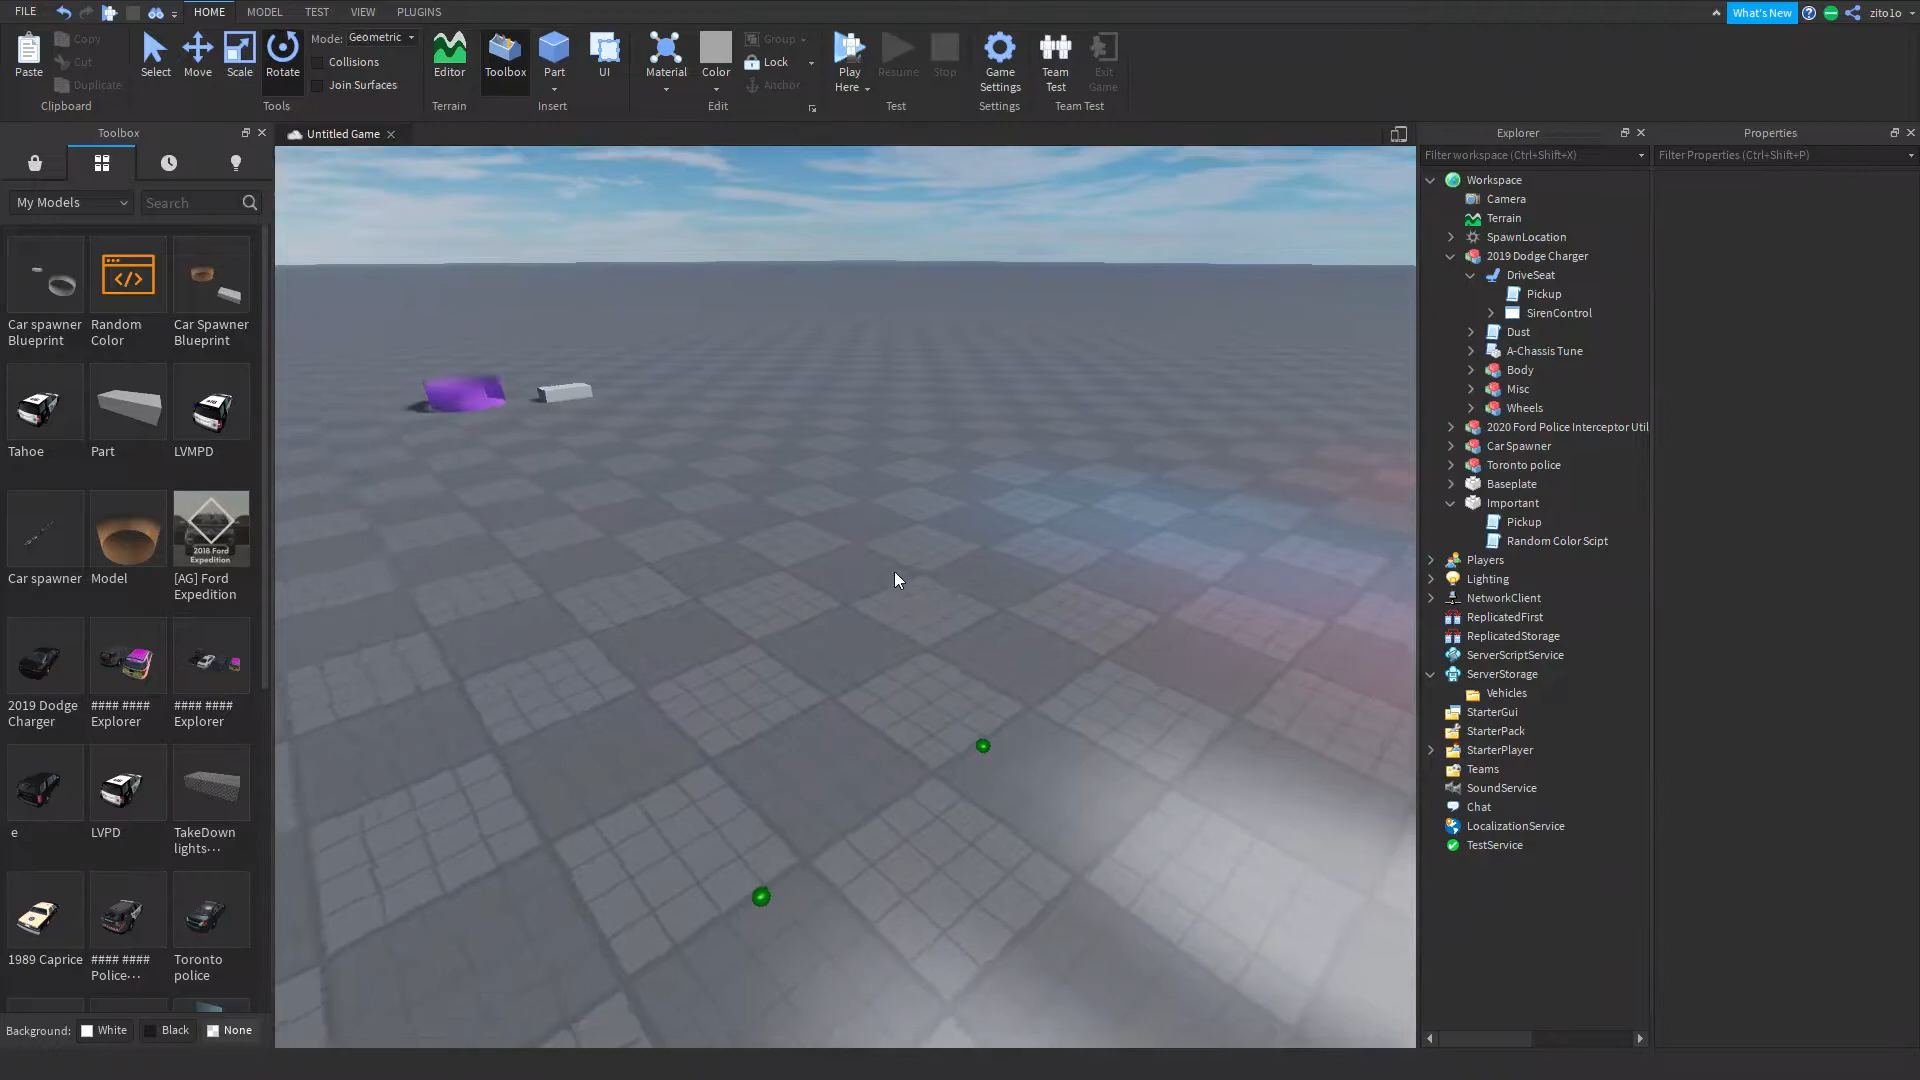 FILE
HOME
MODEL
TEST
VIEW
PLUGINS
What's New
zito1o
Paste
Copy
Cut
Duplicate
Clipboard
Select
Move
Scale
Rotate
Mode: Geometric
Collisions
Join Surfaces
Tools
Editor
Terrain
Toolbox
Part
UI
Insert
Material
Color
Group
Lock
Anchor
Edit
Play
Here
Resume
Stop
Test
Game
Settings
Settings
Team
Test
Exit
Game
Team Test
Toolbox
My Models
Search
Car spawner
Blueprint
Random
Color
Car Spawner
Blueprint
Tahoe
Part
LVMPD
Car spawner
Model
2018 Ford
Expedition
[AG] Ford
Expedition
2019 Dodge
Charger
#### ####
Explorer
#### ####
Explorer
e
LVPD
TakeDown
lights···
1989 Caprice
#### ####
Police···
Toronto
police
Background:
White
Black
None
Untitled Game
Explorer
Filter workspace (Ctrl+Shift+X)
Workspace
Camera
Terrain
SpawnLocation
2019 Dodge Charger
DriveSeat
Pickup
SirenControl
Dust
A-Chassis Tune
Body
Misc
Wheels
2020 Ford Police Interceptor Util
Car Spawner
Toronto police
Baseplate
Important
Pickup
Random Color Scipt
Players
Lighting
NetworkClient
ReplicatedFirst
ReplicatedStorage
ServerScriptService
ServerStorage
Vehicles
StarterGui
StarterPack
StarterPlayer
Teams
SoundService
Chat
LocalizationService
TestService
Properties
Filter Properties (Ctrl+Shift+P)